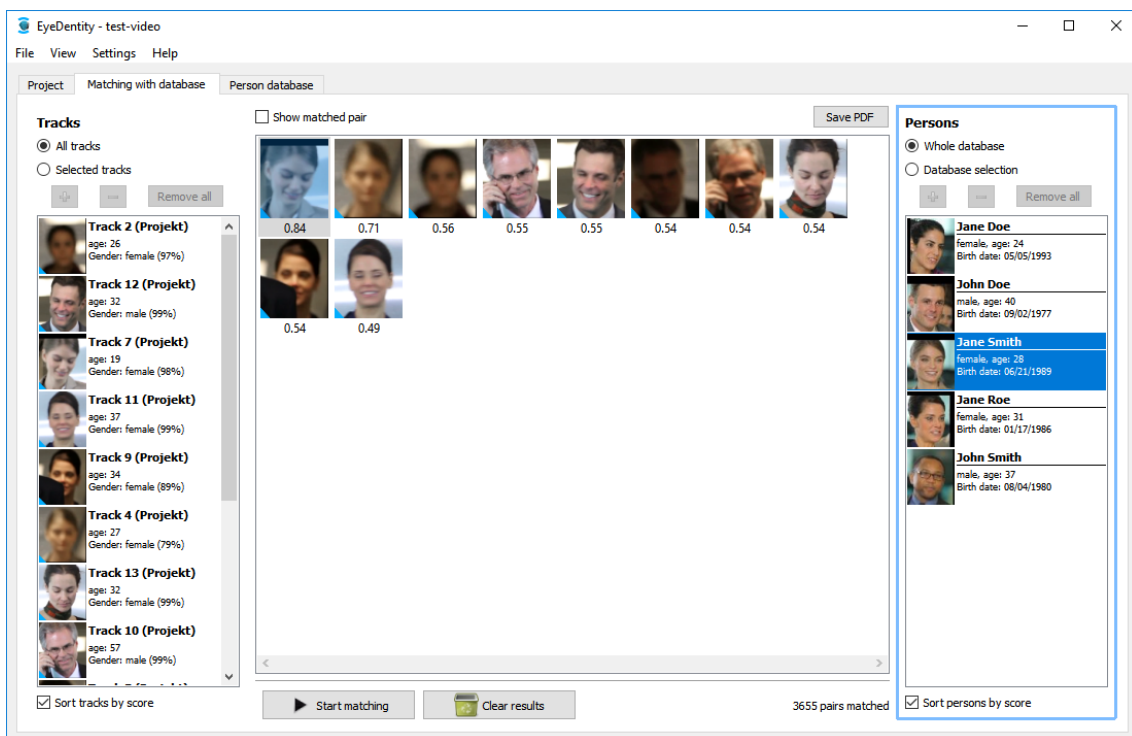 EyeDentity - test-video
File View Settings Help
Project Matching with database Person database
Tracks
All tracks
Selected tracks
Remove all
Track 2 (Projekt)
age: 26
Gender: female (97%)
Track 12 (Projekt)
age: 32
Gender: male (99%)
Track 7 (Projekt)
age: 19
Gender: female (98%)
Track 11 (Projekt)
age: 37
Gender: female (99%)
Track 9 (Projekt)
age: 34
Gender: female (89%)
Track 4 (Projekt)
age: 27
Gender: female (79%)
Track 13 (Projekt)
age: 32
Gender: female (99%)
Track 10 (Projekt)
age: 57
Gender: male (99%)
Sort tracks by score
Show matched pair
Save PDF
0.84 0.71 0.56 0.55 0.55 0.54 0.54 0.54
0.54 0.49
Start matching
Clear results
3655 pairs matched
Persons
Whole database
Database selection
Remove all
Jane Doe
female, age: 24
Birth date: 05/05/1993
John Doe
male, age: 40
Birth date: 09/02/1977
Jane Smith
female, age: 28
Birth date: 06/21/1989
Jane Roe
female, age: 31
Birth date: 01/17/1986
John Smith
male, age: 37
Birth date: 08/04/1980
Sort persons by score